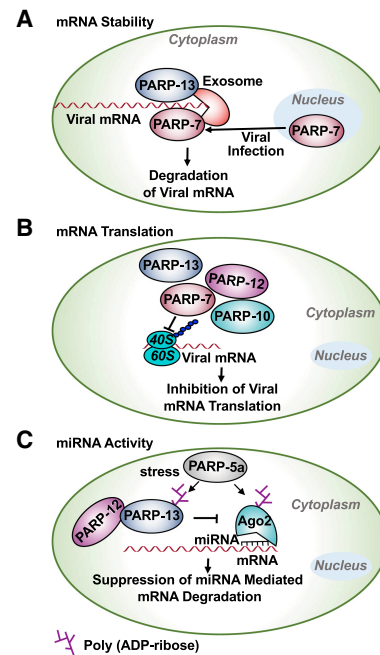 A mRNA Stability
Cytoplasm
PARP-13
Exosome
Nucleus
Viral mRNA
PARP-7
Viral
Infection
PARP-7
Degradation
of Viral mRNA
B mRNA Translation
PARP-13
PARP-12
PARP-7
PARP-10
Cytoplasm
40S
60S
Viral mRNA
Nucleus
Inhibition of Viral
mRNA Translation
C miRNA Activity
stress
PARP-5a
PARP-12
PARP-13
Ago2
Cytoplasm
miRNA
mRNA
Nucleus
Suppression of miRNA Mediated
mRNA Degradation
Poly (ADP-ribose)